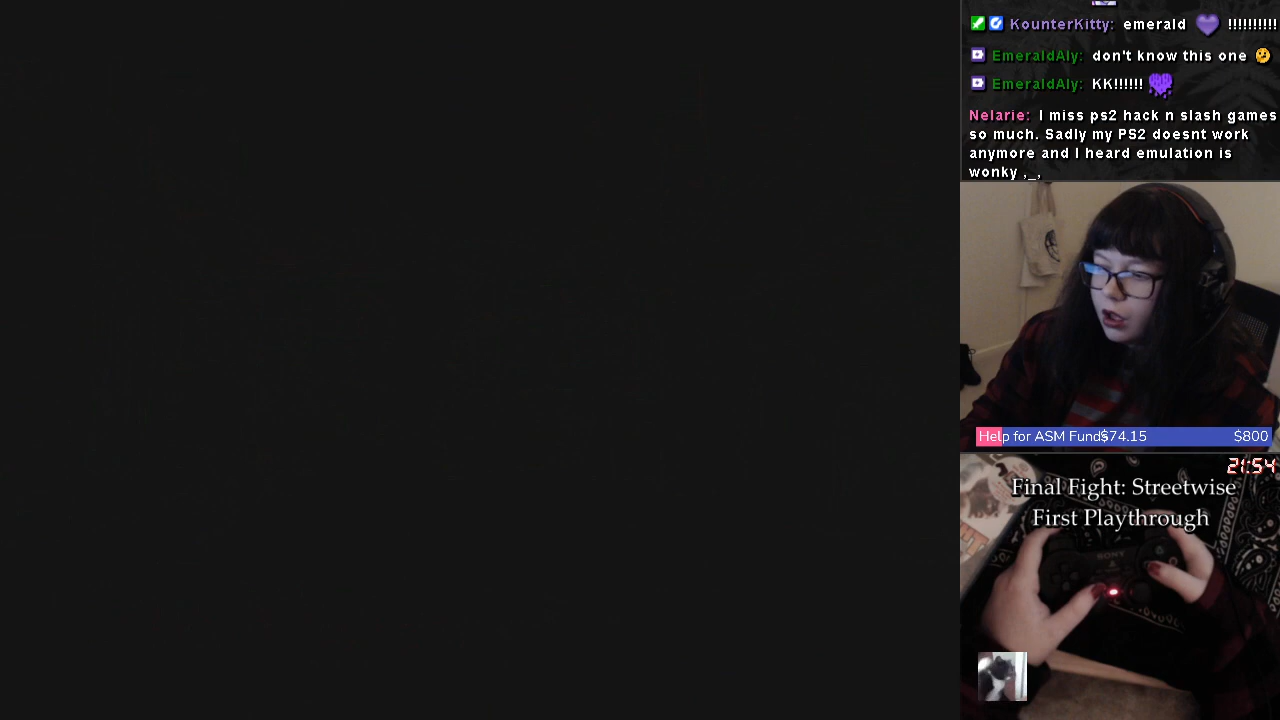 KounterKitty: emerald !!!!!!!!!!
EmeraldAly: don't know this one
EmeraldAly: KK!!!!!!
Nelarie: I miss ps2 hack n slash games
so much. Sadly my PS2 doesnt work
anymore and I heard emulation is
wonky ,_,
Help for ASM Fund$74.15 $800
21:54
Final Fight: Streetwise
First Playthrough
SONY